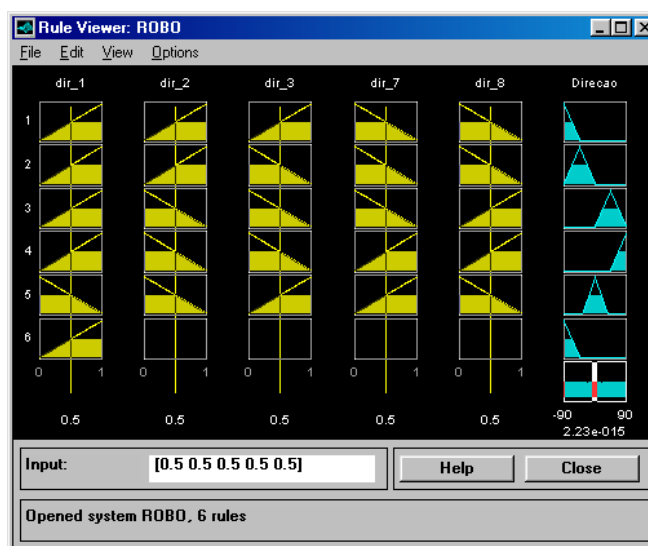 Rule Viewer: ROBO
File Edit View Options
dir_1 dir_2 dir_3 dir_7 dir_8 Direcao
1
2
3
4
5
6
0 1 0 1 0 1 0 1 0 1
0.5 0.5 0.5 0.5 0.5 -90 90
2.23e-015
Input: [0.5 0.5 0.5 0.5 0.5] Help Close
Opened system ROBO, 6 rules